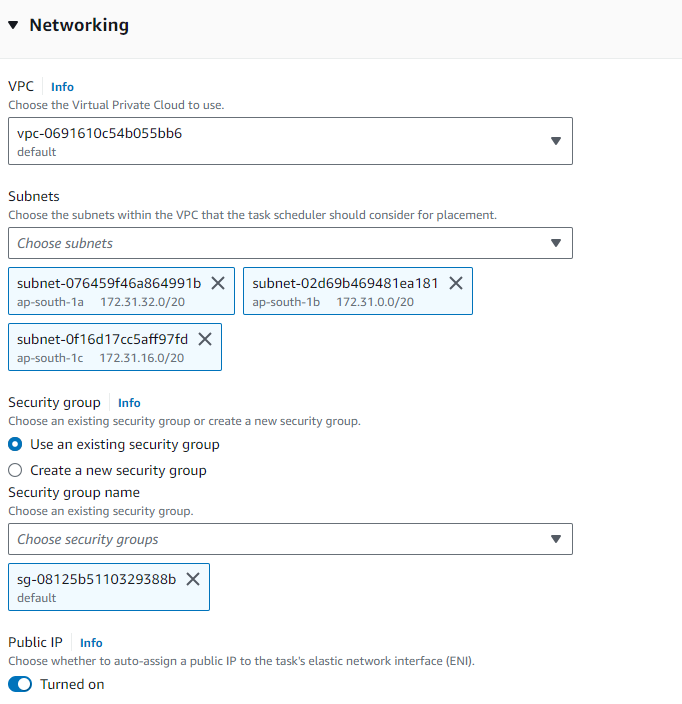 Networking
VPC Info
Choose the Virtual Private Cloud to use.
vpc-0691610c54b055bb6
default
Subnets
Choose the subnets within the VPC that the task scheduler should consider for placement.
Choose subnets
subnet-076459f46a864991b subnet-02d69b469481ea181
ap-south-1a 172.31.32.0/20 ap-south-1b 172.31.0.0/20
subnet-0f16d17cc5aff97fd
ap-south-1c 172.31.16.0/20
Security group Info
Choose an existing security group or create a new security group.
Use an existing security group
Create a new security group
Security group name
Choose an existing security group.
Choose security groups
sg-08125b5110329388b
default
Public IP Info
Choose whether to auto-assign a public IP to the task's elastic network interface (ENI).
Turned on